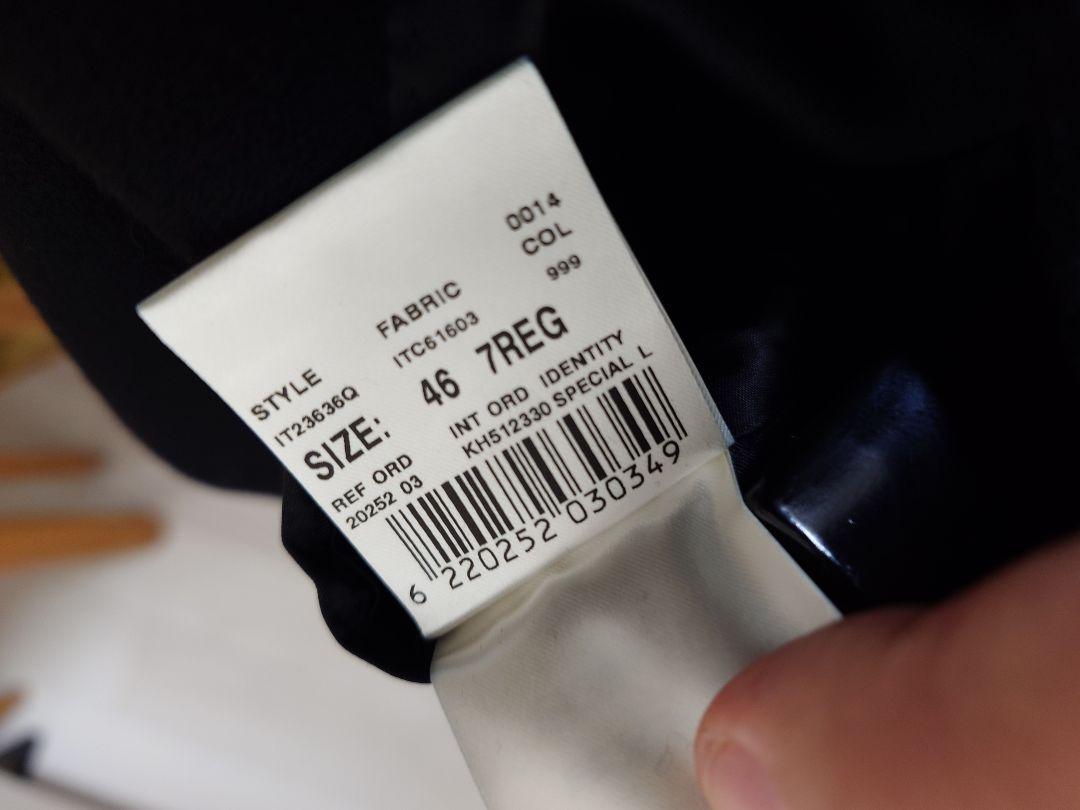 0014
STYLE FABRIC COL
IT23636Q ITC61603 999
SIZE: 46 7REG
REF ORD INT ORD IDENTITY
20252 03 KH512330 SPECIAL L
6 220252 030349